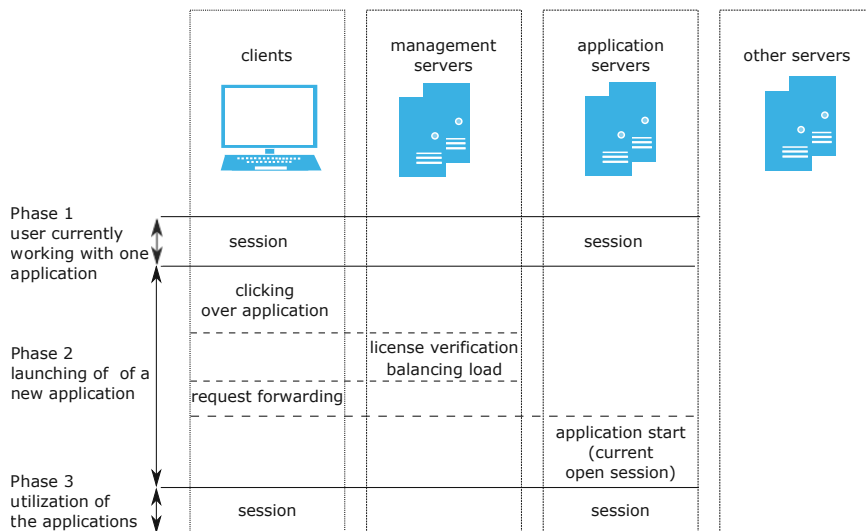 clients
management
servers
application
servers
other servers
Phase 1
user currently
working with one
application
session
session
clicking
over application
Phase 2
launching of  of a
new application
license verification
balancing load
request forwarding
application start
(current
open session)
Phase 3
utilization of
the applications
session
session